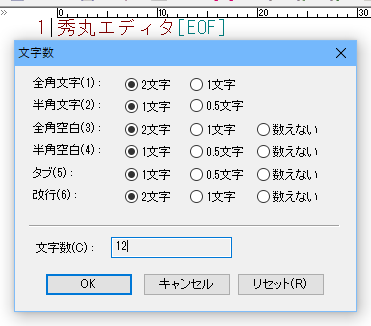 0 10 20 30
1 秀丸エディタ[EOF]
文字数
全角文字(1): 2文字 1文字
半角文字(2): 1文字 0.5文字
全角空白(3): 2文字 1文字 数えない
半角空白(4): 1文字 0.5文字 数えない
タブ(5): 1文字 0.5文字 数えない
改行(6): 2文字 1文字 数えない
文字数(C): 12
OK キャンセル リセット(R)